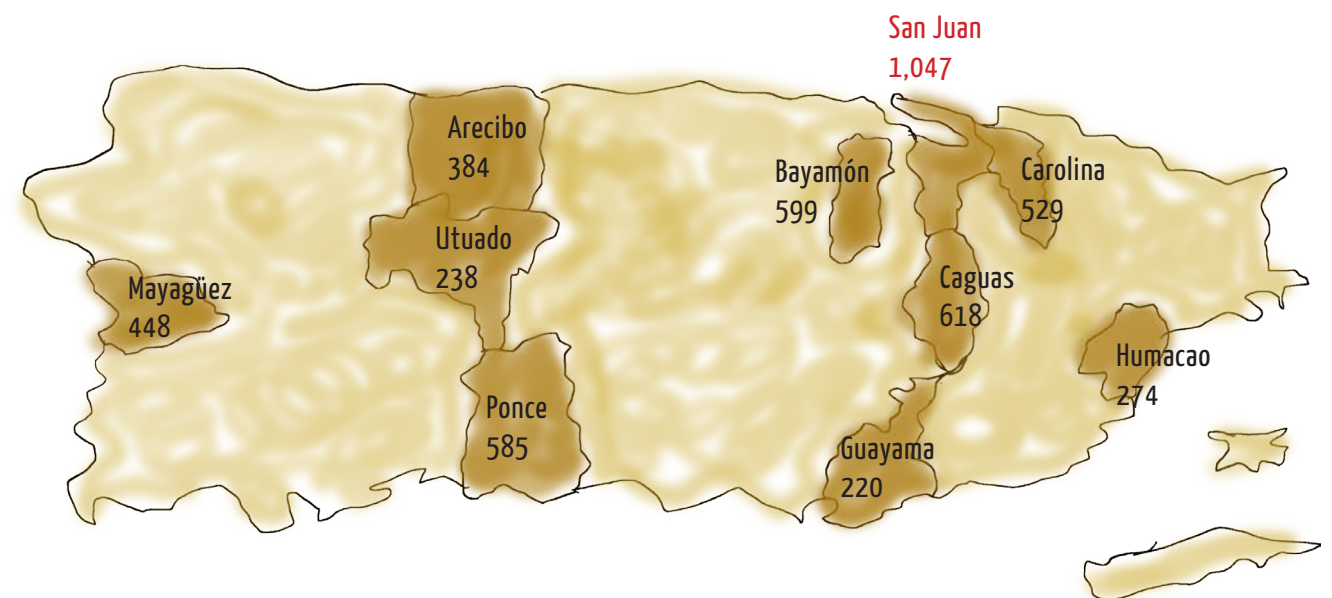 San Juan
1,047
Arecibo
384
Bayamón
599
Carolina
529
Utuado
238
Mayagüez
448
Caguas
618
Humacao
274
Ponce
585
Guayama
220